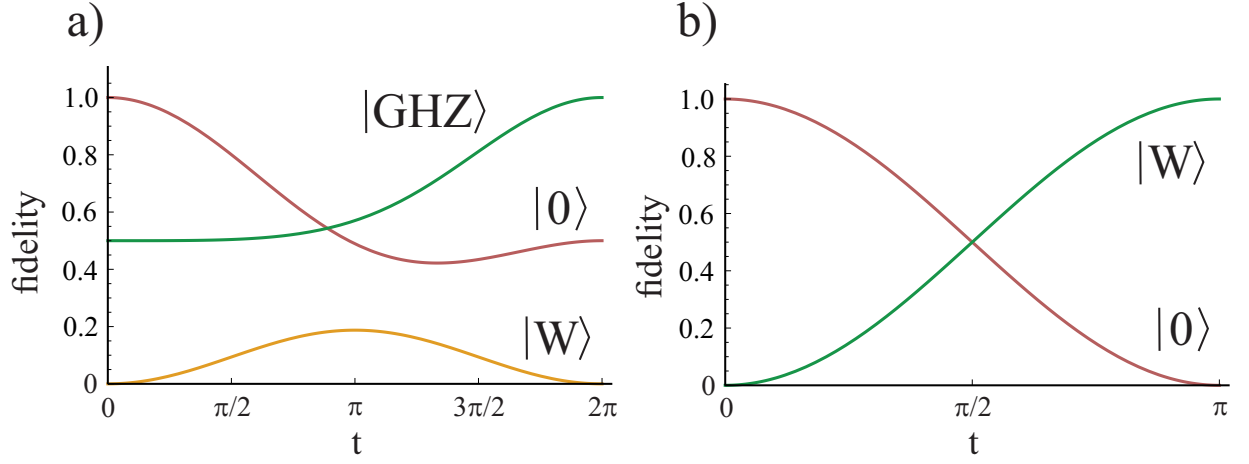 a)
fidelity
1.0
0.8
0.6
0.4
0.2
0
|GHZ⟩
|0⟩
|W⟩
0
π/2
π
3π/2
2π
t
b)
fidelity
1.0
0.8
0.6
0.4
0.2
0
|W⟩
|0⟩
0
π/2
π
t